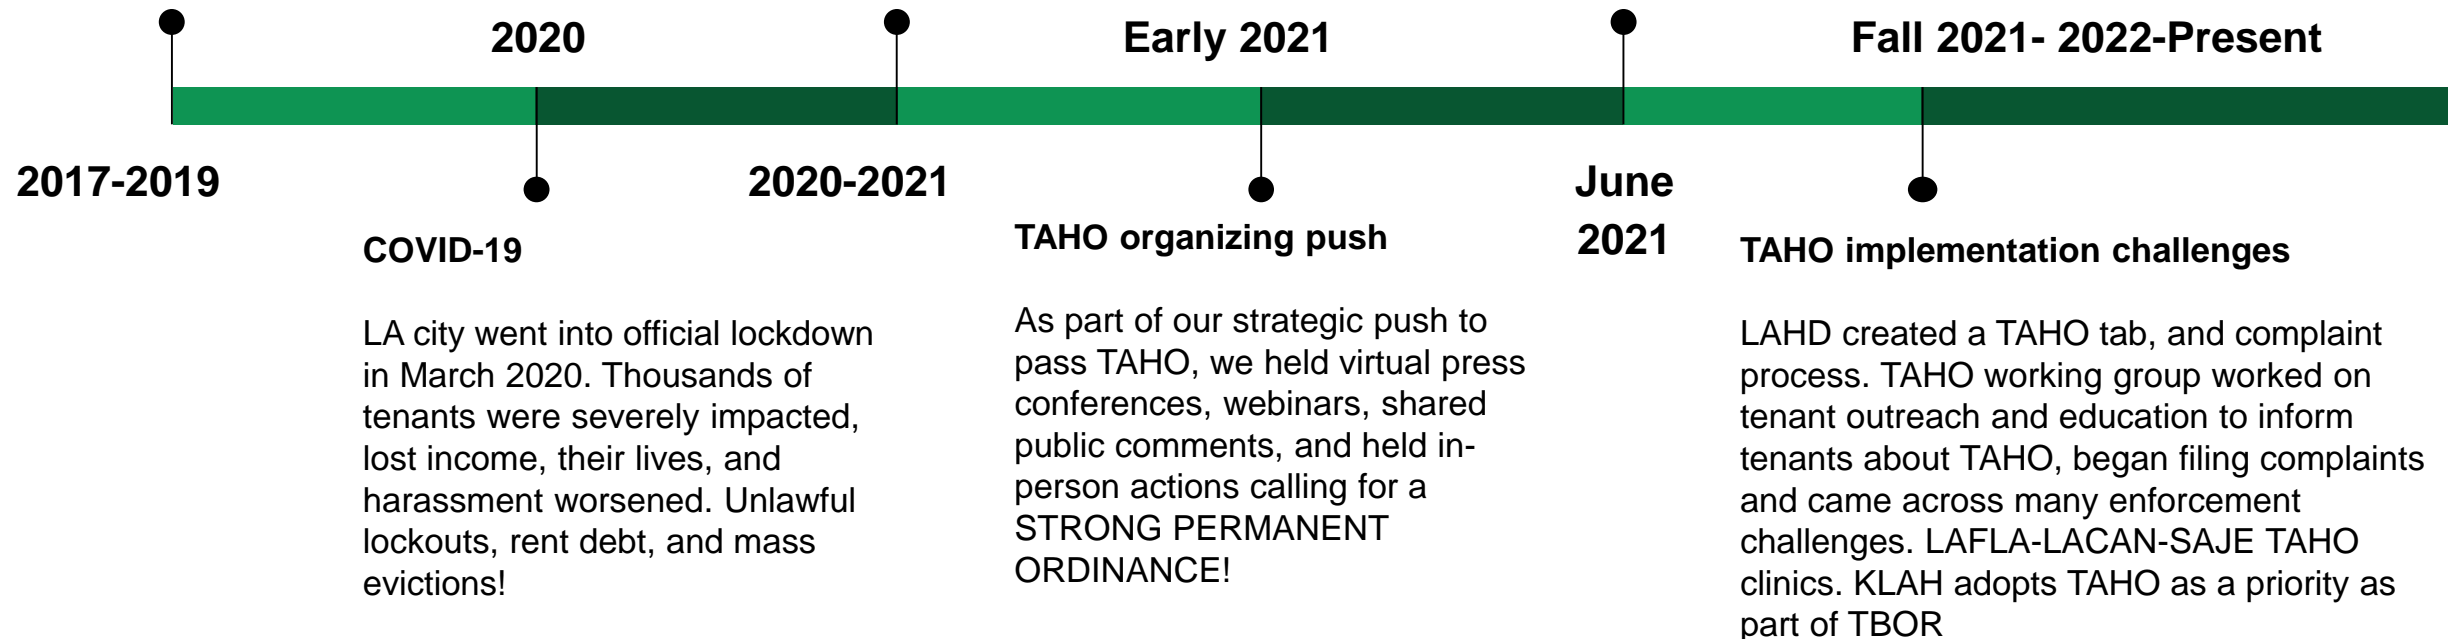 2020
Early 2021
Fall 2021- 2022-Present
2017-2019
2020-2021
June
2021
COVID-19
LA city went into official lockdown
in March 2020. Thousands of
tenants were severely impacted,
lost income, their lives, and
harassment worsened. Unlawful
lockouts, rent debt, and mass
evictions!
TAHO organizing push
As part of our strategic push to
pass TAHO, we held virtual press
conferences, webinars, shared
public comments, and held in-
person actions calling for a
STRONG PERMANENT
ORDINANCE!
TAHO implementation challenges
LAHD created a TAHO tab, and complaint
process. TAHO working group worked on
tenant outreach and education to inform
tenants about TAHO, began filing complaints
and came across many enforcement
challenges. LAFLA-LACAN-SAJE TAHO
clinics. KLAH adopts TAHO as a priority as
part of TBOR